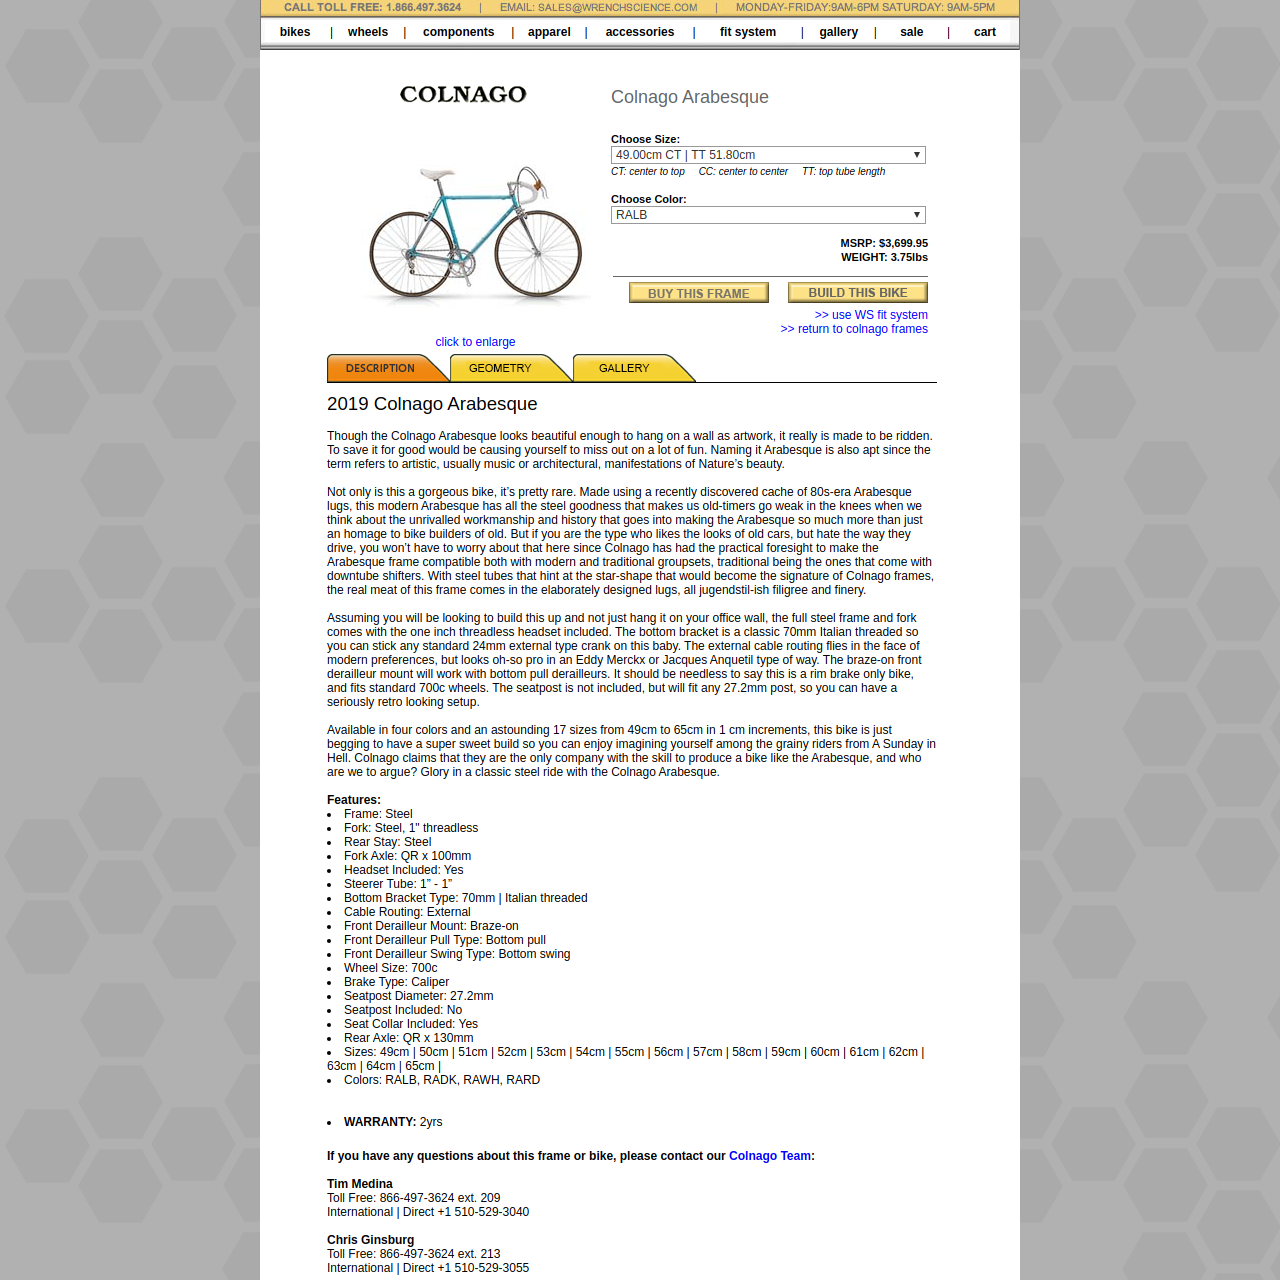 CALL TOLL FREE: 1.866.497.3624 | EMAIL: SALES@WRENCHSCIENCE.COM | MONDAY-FRIDAY:9AM-6PM SATURDAY: 9AM-5PM
bikes | wheels | components | apparel | accessories | fit system | gallery | sale | cart
COLNAGO
Colnago Arabesque
Choose Size:
49.00cm CT | TT 51.80cm
CT: center to top CC: center to center TT: top tube length
Choose Color:
RALB
MSRP: $3,699.95
WEIGHT: 3.75lbs
BUY THIS FRAME BUILD THIS BIKE
>> use WS fit system
>> return to colnago frames
click to enlarge
DESCRIPTION GEOMETRY GALLERY
2019 Colnago Arabesque
Though the Colnago Arabesque looks beautiful enough to hang on a wall as artwork, it really is made to be ridden.
To save it for good would be causing yourself to miss out on a lot of fun. Naming it Arabesque is also apt since the
term refers to artistic, usually music or architectural, manifestations of Nature’s beauty.
Not only is this a gorgeous bike, it’s pretty rare. Made using a recently discovered cache of 80s-era Arabesque
lugs, this modern Arabesque has all the steel goodness that makes us old-timers go weak in the knees when we
think about the unrivalled workmanship and history that goes into making the Arabesque so much more than just
an homage to bike builders of old. But if you are the type who likes the looks of old cars, but hate the way they
drive, you won’t have to worry about that here since Colnago has had the practical foresight to make the
Arabesque frame compatible both with modern and traditional groupsets, traditional being the ones that come with
downtube shifters. With steel tubes that hint at the star-shape that would become the signature of Colnago frames,
the real meat of this frame comes in the elaborately designed lugs, all jugendstil-ish filigree and finery.
Assuming you will be looking to build this up and not just hang it on your office wall, the full steel frame and fork
comes with the one inch threadless headset included. The bottom bracket is a classic 70mm Italian threaded so
you can stick any standard 24mm external type crank on this baby. The external cable routing flies in the face of
modern preferences, but looks oh-so pro in an Eddy Merckx or Jacques Anquetil type of way. The braze-on front
derailleur mount will work with bottom pull derailleurs. It should be needless to say this is a rim brake only bike,
and fits standard 700c wheels. The seatpost is not included, but will fit any 27.2mm post, so you can have a
seriously retro looking setup.
Available in four colors and an astounding 17 sizes from 49cm to 65cm in 1 cm increments, this bike is just
begging to have a super sweet build so you can enjoy imagining yourself among the grainy riders from A Sunday in
Hell. Colnago claims that they are the only company with the skill to produce a bike like the Arabesque, and who
are we to argue? Glory in a classic steel ride with the Colnago Arabesque.
Features:
• Frame: Steel
• Fork: Steel, 1" threadless
• Rear Stay: Steel
• Fork Axle: QR x 100mm
• Headset Included: Yes
• Steerer Tube: 1” - 1”
• Bottom Bracket Type: 70mm | Italian threaded
• Cable Routing: External
• Front Derailleur Mount: Braze-on
• Front Derailleur Pull Type: Bottom pull
• Front Derailleur Swing Type: Bottom swing
• Wheel Size: 700c
• Brake Type: Caliper
• Seatpost Diameter: 27.2mm
• Seatpost Included: No
• Seat Collar Included: Yes
• Rear Axle: QR x 130mm
• Sizes: 49cm | 50cm | 51cm | 52cm | 53cm | 54cm | 55cm | 56cm | 57cm | 58cm | 59cm | 60cm | 61cm | 62cm |
63cm | 64cm | 65cm |
• Colors: RALB, RADK, RAWH, RARD
• WARRANTY: 2yrs
If you have any questions about this frame or bike, please contact our Colnago Team:
Tim Medina
Toll Free: 866-497-3624 ext. 209
International | Direct +1 510-529-3040
Chris Ginsburg
Toll Free: 866-497-3624 ext. 213
International | Direct +1 510-529-3055